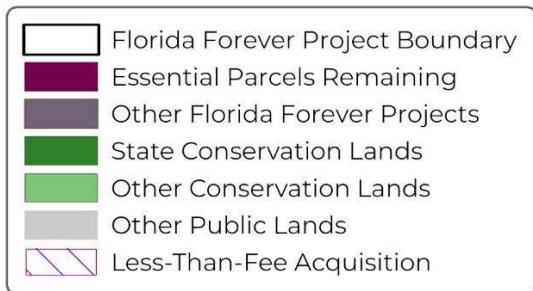 Florida Forever Project Boundary
Essential Parcels Remaining
Other Florida Forever Projects
State Conservation Lands
Other Conservation Lands
Other Public Lands
Less-Than-Fee Acquisition